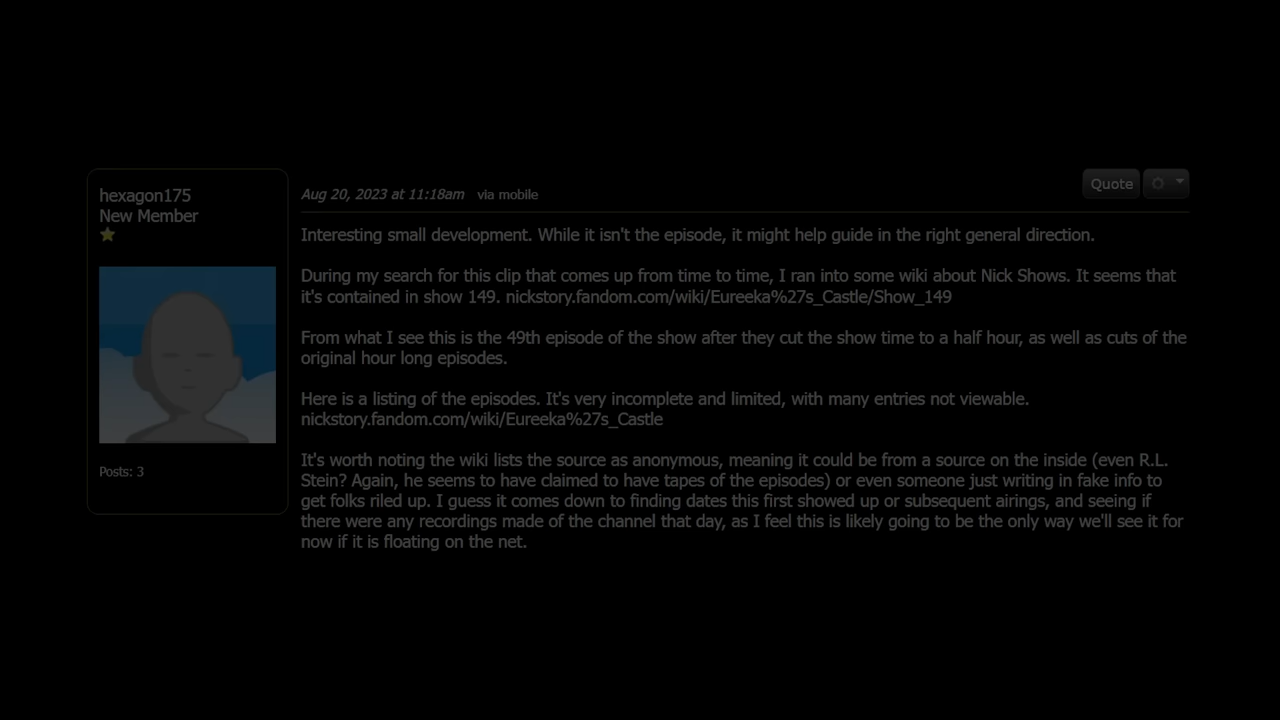 hexagon175
New Member
Posts: 3
Aug 20, 2023 at 11:18am via mobile
Quote
Interesting small development. While it isn't the episode, it might help guide in the right general direction.
During my search for this clip that comes up from time to time, I ran into some wiki about Nick Shows. It seems that
it's contained in show 149. nickstory.fandom.com/wiki/Eureeka%27s_Castle/Show_149
From what I see this is the 49th episode of the show after they cut the show time to a half hour, as well as cuts of the
original hour long episodes.
Here is a listing of the episodes. It's very incomplete and limited, with many entries not viewable.
nickstory.fandom.com/wiki/Eureeka%27s_Castle
It's worth noting the wiki lists the source as anonymous, meaning it could be from a source on the inside (even R.L.
Stein? Again, he seems to have claimed to have tapes of the episodes) or even someone just writing in fake info to
get folks riled up. I guess it comes down to finding dates this first showed up or subsequent airings, and seeing if
there were any recordings made of the channel that day, as I feel this is likely going to be the only way we'll see it for
now if it is floating on the net.